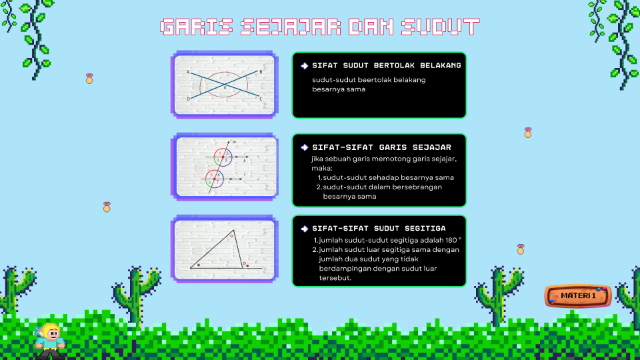 GARIS SEJAJAR DAN SUDUT
SIFAT SUDUT BERTOLAK BELAKANG
sudut-sudut beertolak belakang
besarnya sama
SIFAT-SIFAT GARIS SEJAJAR
jika sebuah garis memotong garis sejajar,
maka:
1.sudut-sudut sehadap besarnya sama
2.sudut-sudut dalam bersebrangan
besarnya sama
SIFAT-SIFAT SUDUT SEGITIGA
1.jumlah sudut-sudut segitiga adalah 180°
2.jumlah sudut luar segitiga sama dengan
jumlah dua sudut yang tidak
berdampingan dengan sudut luar
tersebut.
MATERI 1